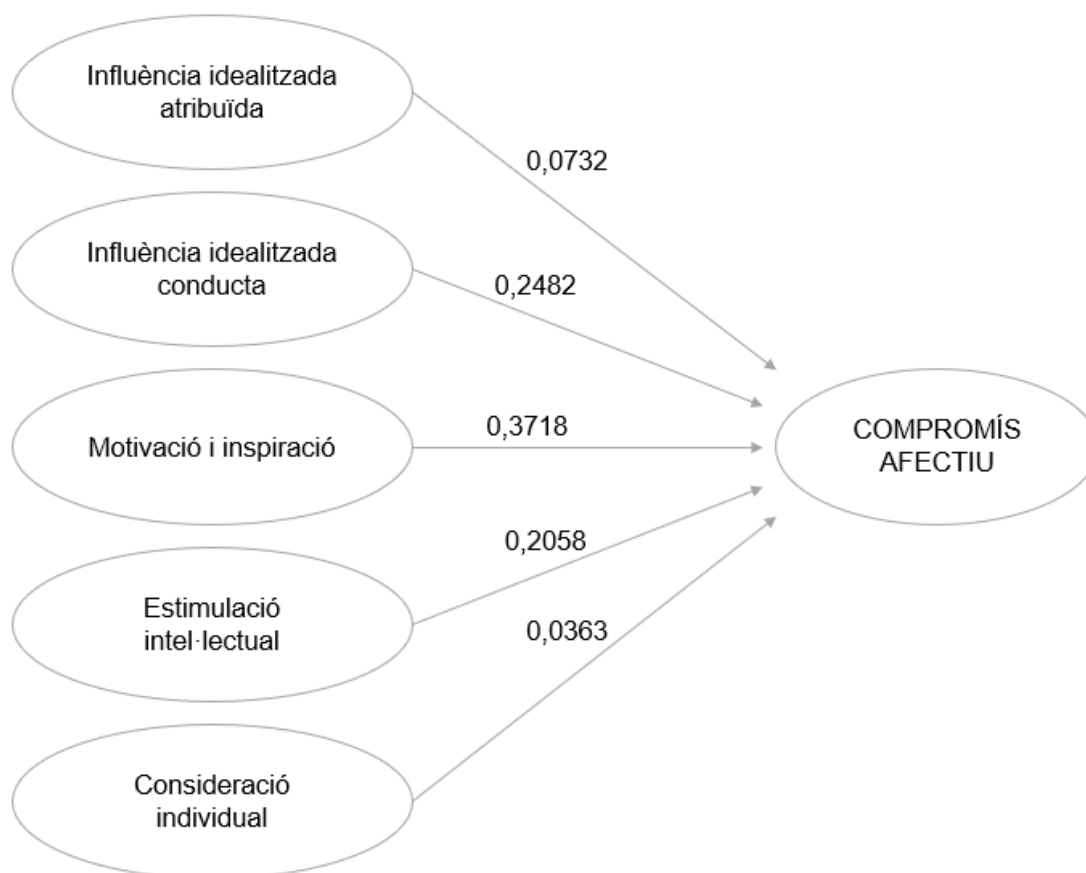 Influència idealitzada
atribuïda
0,0732
Influència idealitzada
conducta
0,2482
Motivació i inspiració
0,3718
COMPROMÍS
AFECTIU
Estimulació
intel·lectual
0,2058
0,0363
Consideració
individual